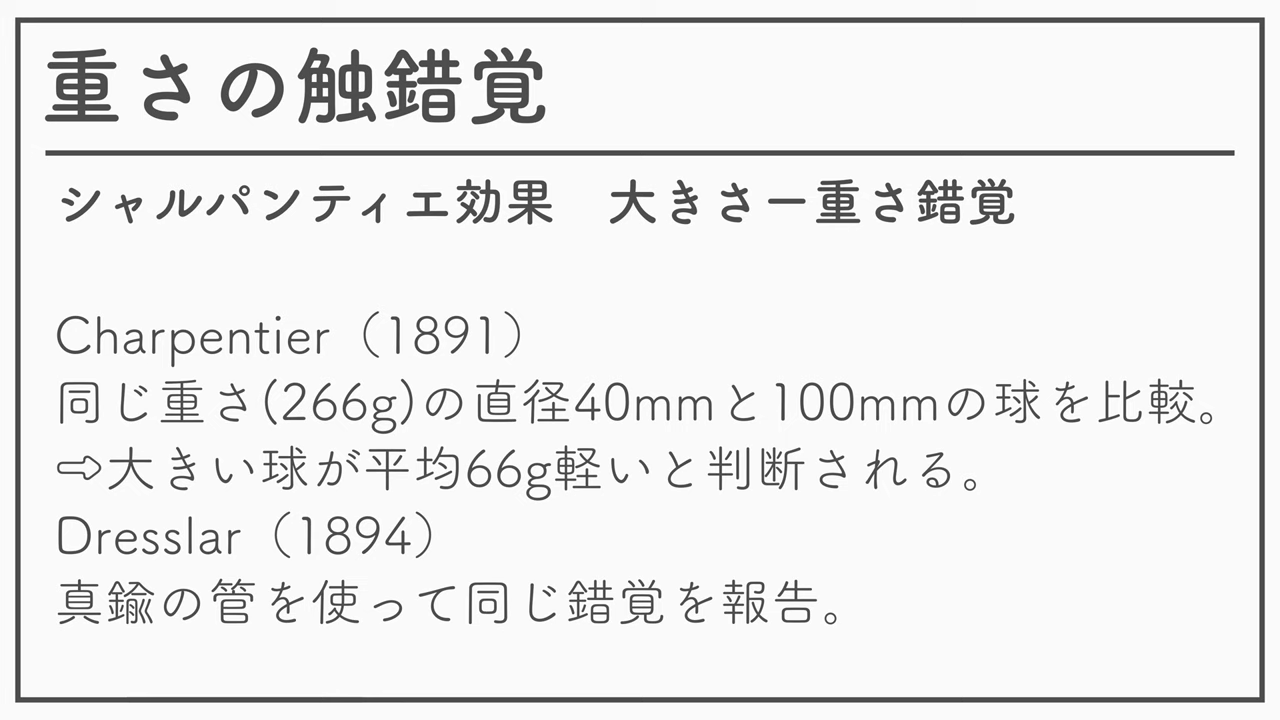 重さの触錯覚
シャルパンティエ効果　大きさー重さ錯覚
Charpentier（1891）
同じ重さ(266g)の直径40mmと100mmの球を比較。
⇨大きい球が平均66g軽いと判断される。
Dresslar（1894）
真鍮の管を使って同じ錯覚を報告。